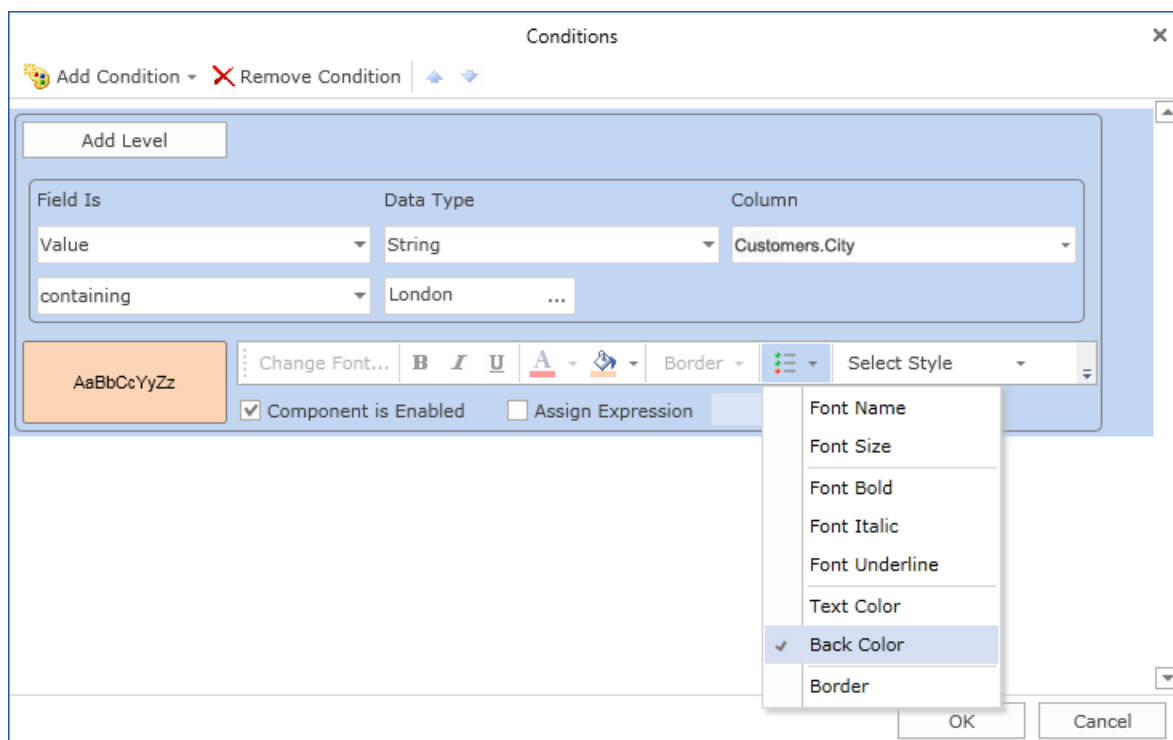 Conditions
Add Condition Remove Condition
Add Level
Field Is Data Type Column
Value String Customers.City
containing London ...
AaBbCcYyZz
Change Font... B I U A Border Select Style
Component is Enabled Assign Expression
Font Name
Font Size
Font Bold
Font Italic
Font Underline
Text Color
Back Color
Border
OK Cancel